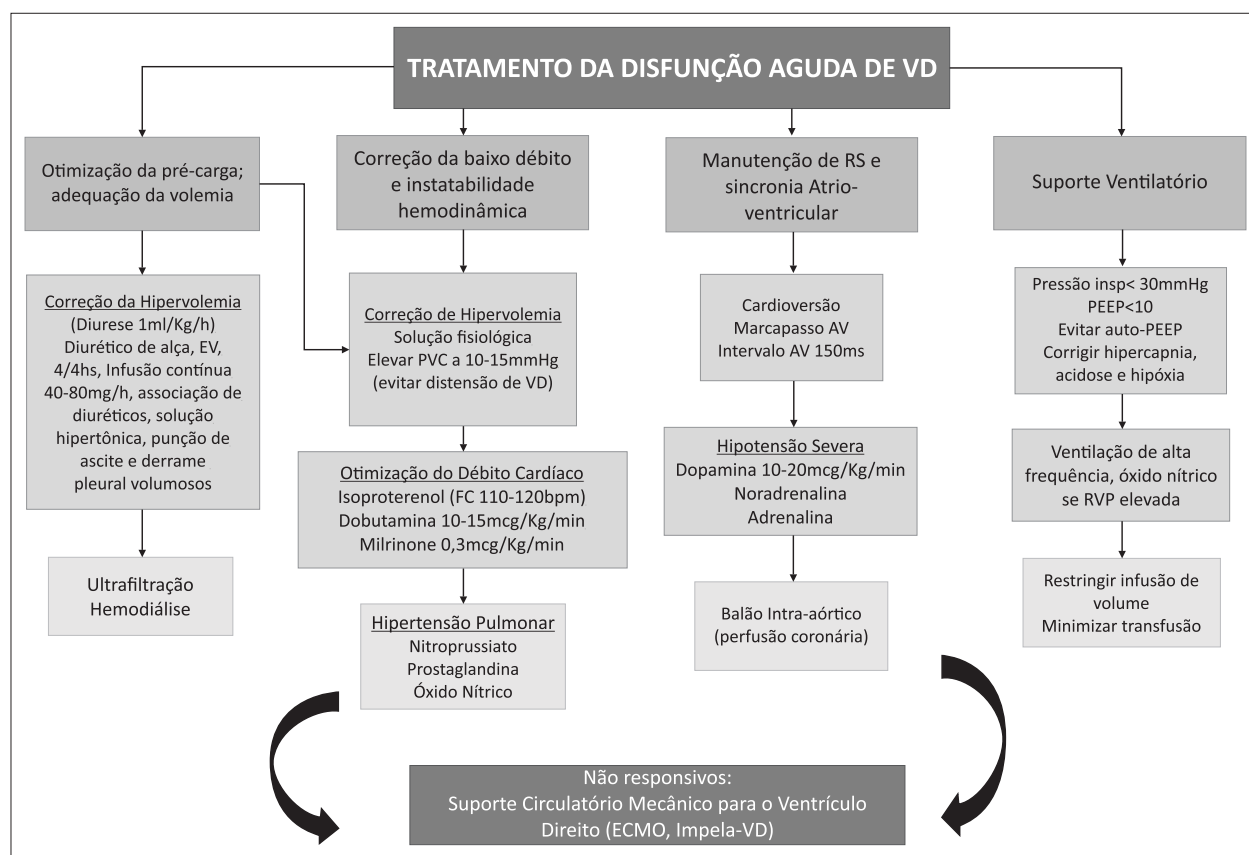 TRATAMENTO DA DISFUNÇÃO AGUDA DE VD
Otimização da pré-carga;
adequação da volemia
Correção da Hipervolemia
(Diurese 1ml/Kg/h)
Diurético de alça, EV,
4/4hs, Infusão contínua
40-80mg/h, associação de
diuréticos, solução
hipertônica, punção de
ascite e derrame
pleural volumosos
Ultrafiltração
Hemodiálise
Correção da baixo débito
e instatabilidade
hemodinâmica
Correção de Hipervolemia
Solução fisiológica
Elevar PVC a 10-15mmHg
(evitar distensão de VD)
Otimização do Débito Cardíaco
Isoproterenol (FC 110-120bpm)
Dobutamina 10-15mcg/Kg/min
Milrinone 0,3mcg/Kg/min
Hipertensão Pulmonar
Nitroprussiato
Prostaglandina
Óxido Nítrico
Manutenção de RS e
sincronia Atrio-
ventricular
Cardioversão
Marcapasso AV
Intervalo AV 150ms
Hipotensão Severa
Dopamina 10-20mcg/Kg/min
Noradrenalina
Adrenalina
Balão Intra-aórtico
(perfusão coronária)
Suporte Ventilatório
Pressão insp< 30mmHg
PEEP<10
Evitar auto-PEEP
Corrigir hipercapnia,
acidose e hipóxia
Ventilação de alta
frequência, óxido nítrico
se RVP elevada
Restringir infusão de
volume
Minimizar transfusão
Não responsivos:
Suporte Circulatório Mecânico para o Ventrículo
Direito (ECMO, Impela-VD)